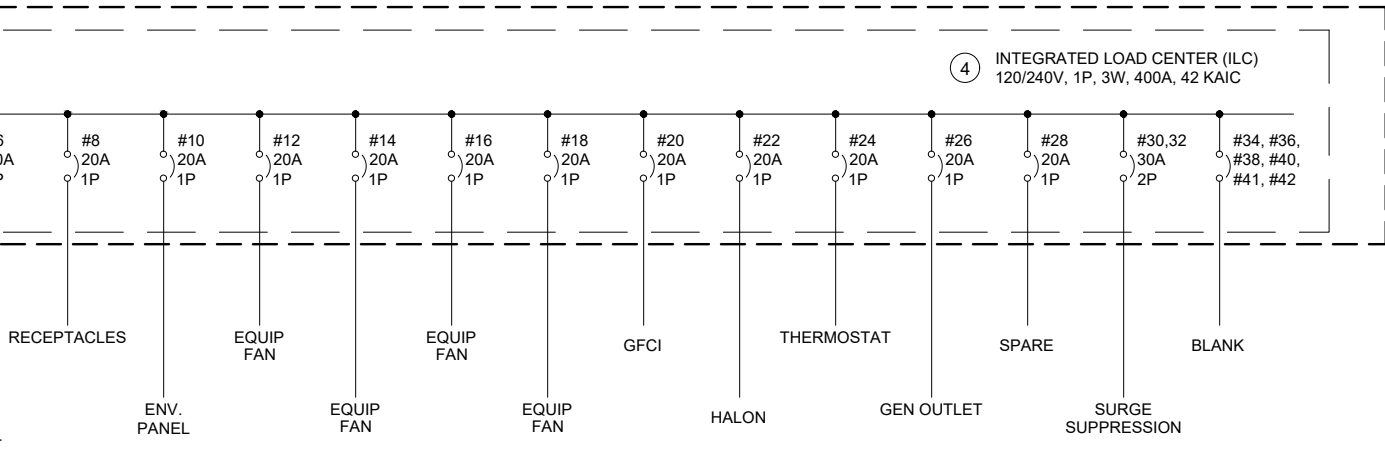 4
INTEGRATED LOAD CENTER (ILC)
120/240V, 1P, 3W, 400A, 42 KAIC
#8
20A
1P
#10
20A
1P
#12
20A
1P
#14
20A
1P
#16
20A
1P
#18
20A
1P
#20
20A
1P
#22
20A
1P
#24
20A
1P
#26
20A
1P
#28
20A
1P
#30,32
30A
2P
#34, #36,
#38, #40,
#41, #42
RECEPTACLES
ENV.
PANEL
EQUIP
FAN
EQUIP
FAN
EQUIP
FAN
EQUIP
FAN
GFCI
HALON
THERMOSTAT
GEN OUTLET
SPARE
SURGE
SUPPRESSION
BLANK